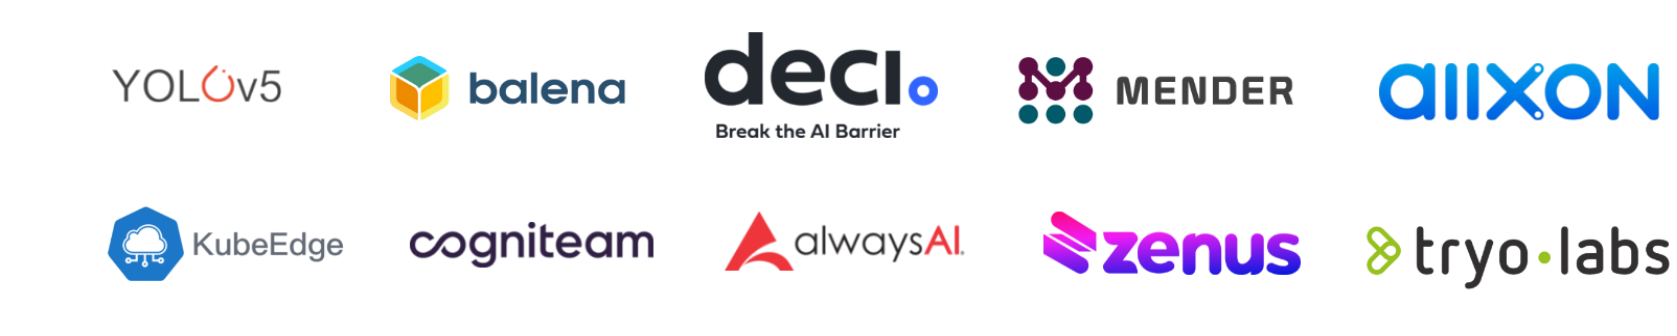 YOLOv5
balena
deci.
Break the AI Barrier
MENDER
allxon
KubeEdge
cogniteam
alwaysAI.
zenus
tryo·labs